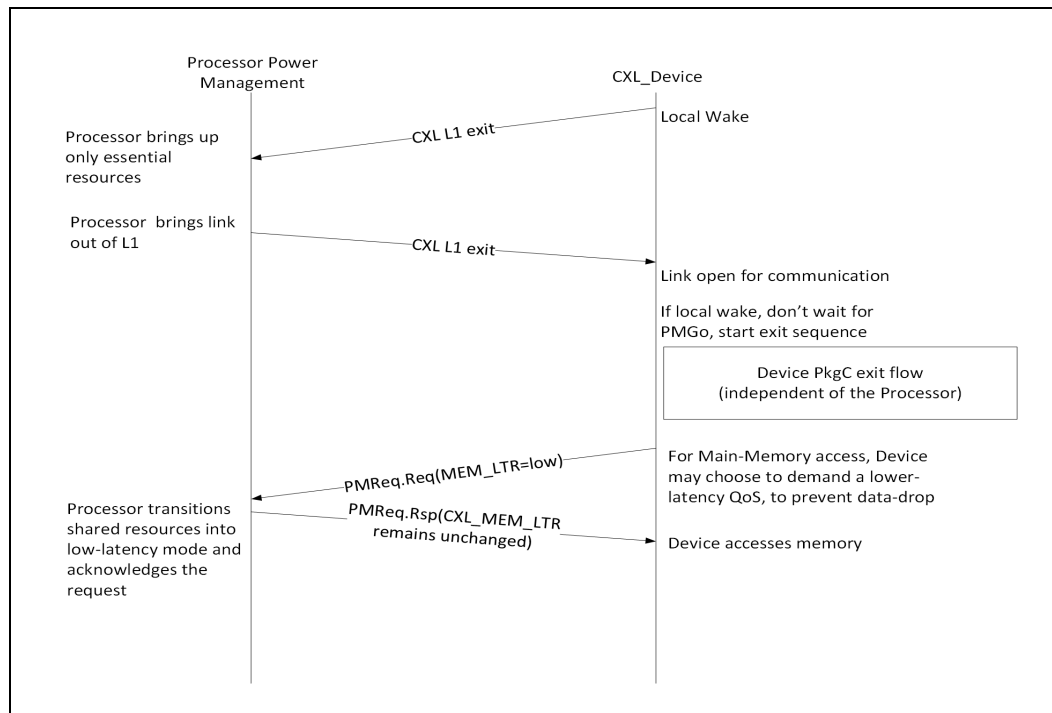 Processor Power
Management
CXL_Device
Local Wake
CXL L1 exit
Processor brings up
only essential
resources
Processor brings link
out of L1
CXL L1 exit
Link open for communication
If local wake, don’t wait for
PMGo, start exit sequence
Device PkgC exit flow
(independent of the Processor)
For Main-Memory access, Device
may choose to demand a lower-
latency QoS, to prevent data-drop
PMReq.Req(MEM_LTR=low)
Processor transitions
shared resources into
low-latency mode and
acknowledges the
request
PMReq.Rsp(CXL_MEM_LTR
remains unchanged)
Device accesses memory